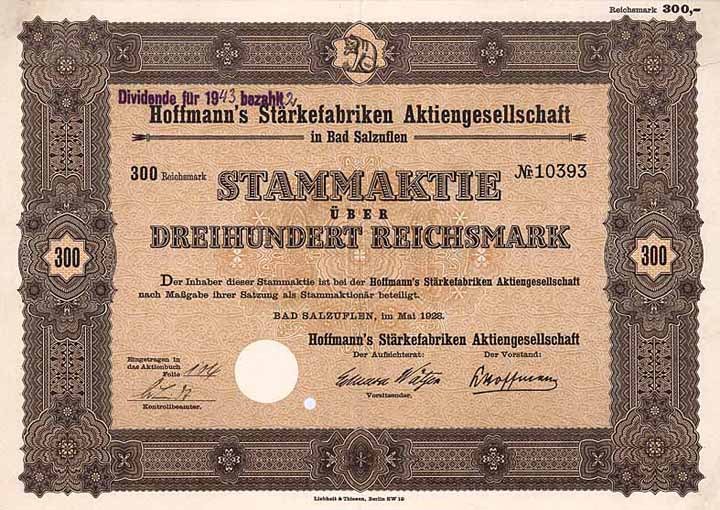 Reichsmark 300,-
Dividende für 1943 bezahlt
Hoffmann's Stärkefabriken Aktiengesellschaft
in Bad Salzuflen
300 Reichsmark
№ 10393
STAMMAKTIE
ÜBER
DREIHUNDERT REICHSMARK
300
300
Der Inhaber dieser Stammaktie ist bei der Hoffmann's Stärkefabriken Aktiengesellschaft
nach Maßgabe ihrer Satzung als Stammaktionär beteiligt.
BAD SALZUFLEN, im Mai 1928.
Hoffmann's Stärkefabriken Aktiengesellschaft
Der Aufsichtsrat:
Der Vorstand:
Eingetragen in
das Aktienbuch
Folio
Vorsitzender.
Hoffmann
Kontrollbeamter.
Liebheit & Thiesen, Berlin SW 19